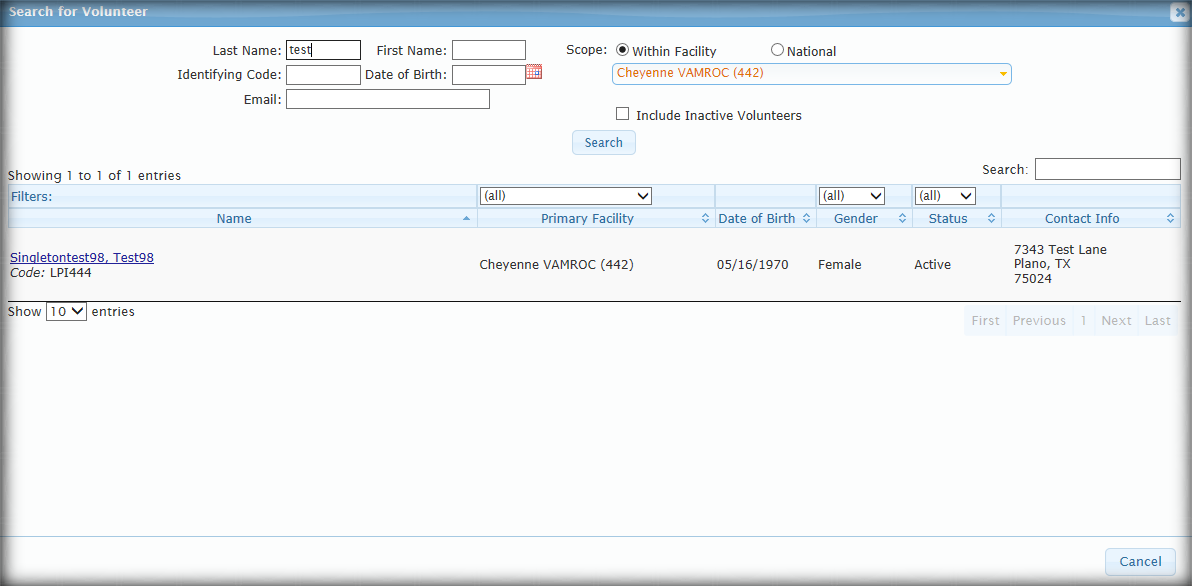 Search for Volunteer
Last Name: test First Name: Scope: Within Facility National
Identifying Code: Date of Birth: Cheyenne VAMROC (442)
Email:
Include Inactive Volunteers
Search
Showing 1 to 1 of 1 entries Search:
Filters: (all) (all) (all)
Name Primary Facility Date of Birth Gender Status Contact Info
Singletontest98, Test98
Code: LPI444
Cheyenne VAMROC (442) 05/16/1970 Female Active
7343 Test Lane
Plano, TX
75024
Show 10 entries
First Previous 1 Next Last
Cancel